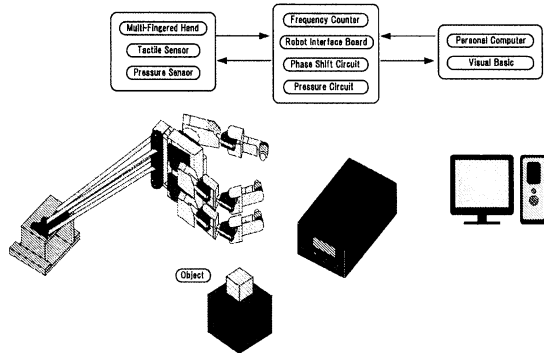 Multi-Fingered Hand
Tactile Sensor
Pressure Sensor
Frequency Counter
Robot Interface Board
Phase Shift Circuit
Pressure Circuit
Personal Computer
Visual Basic
Object